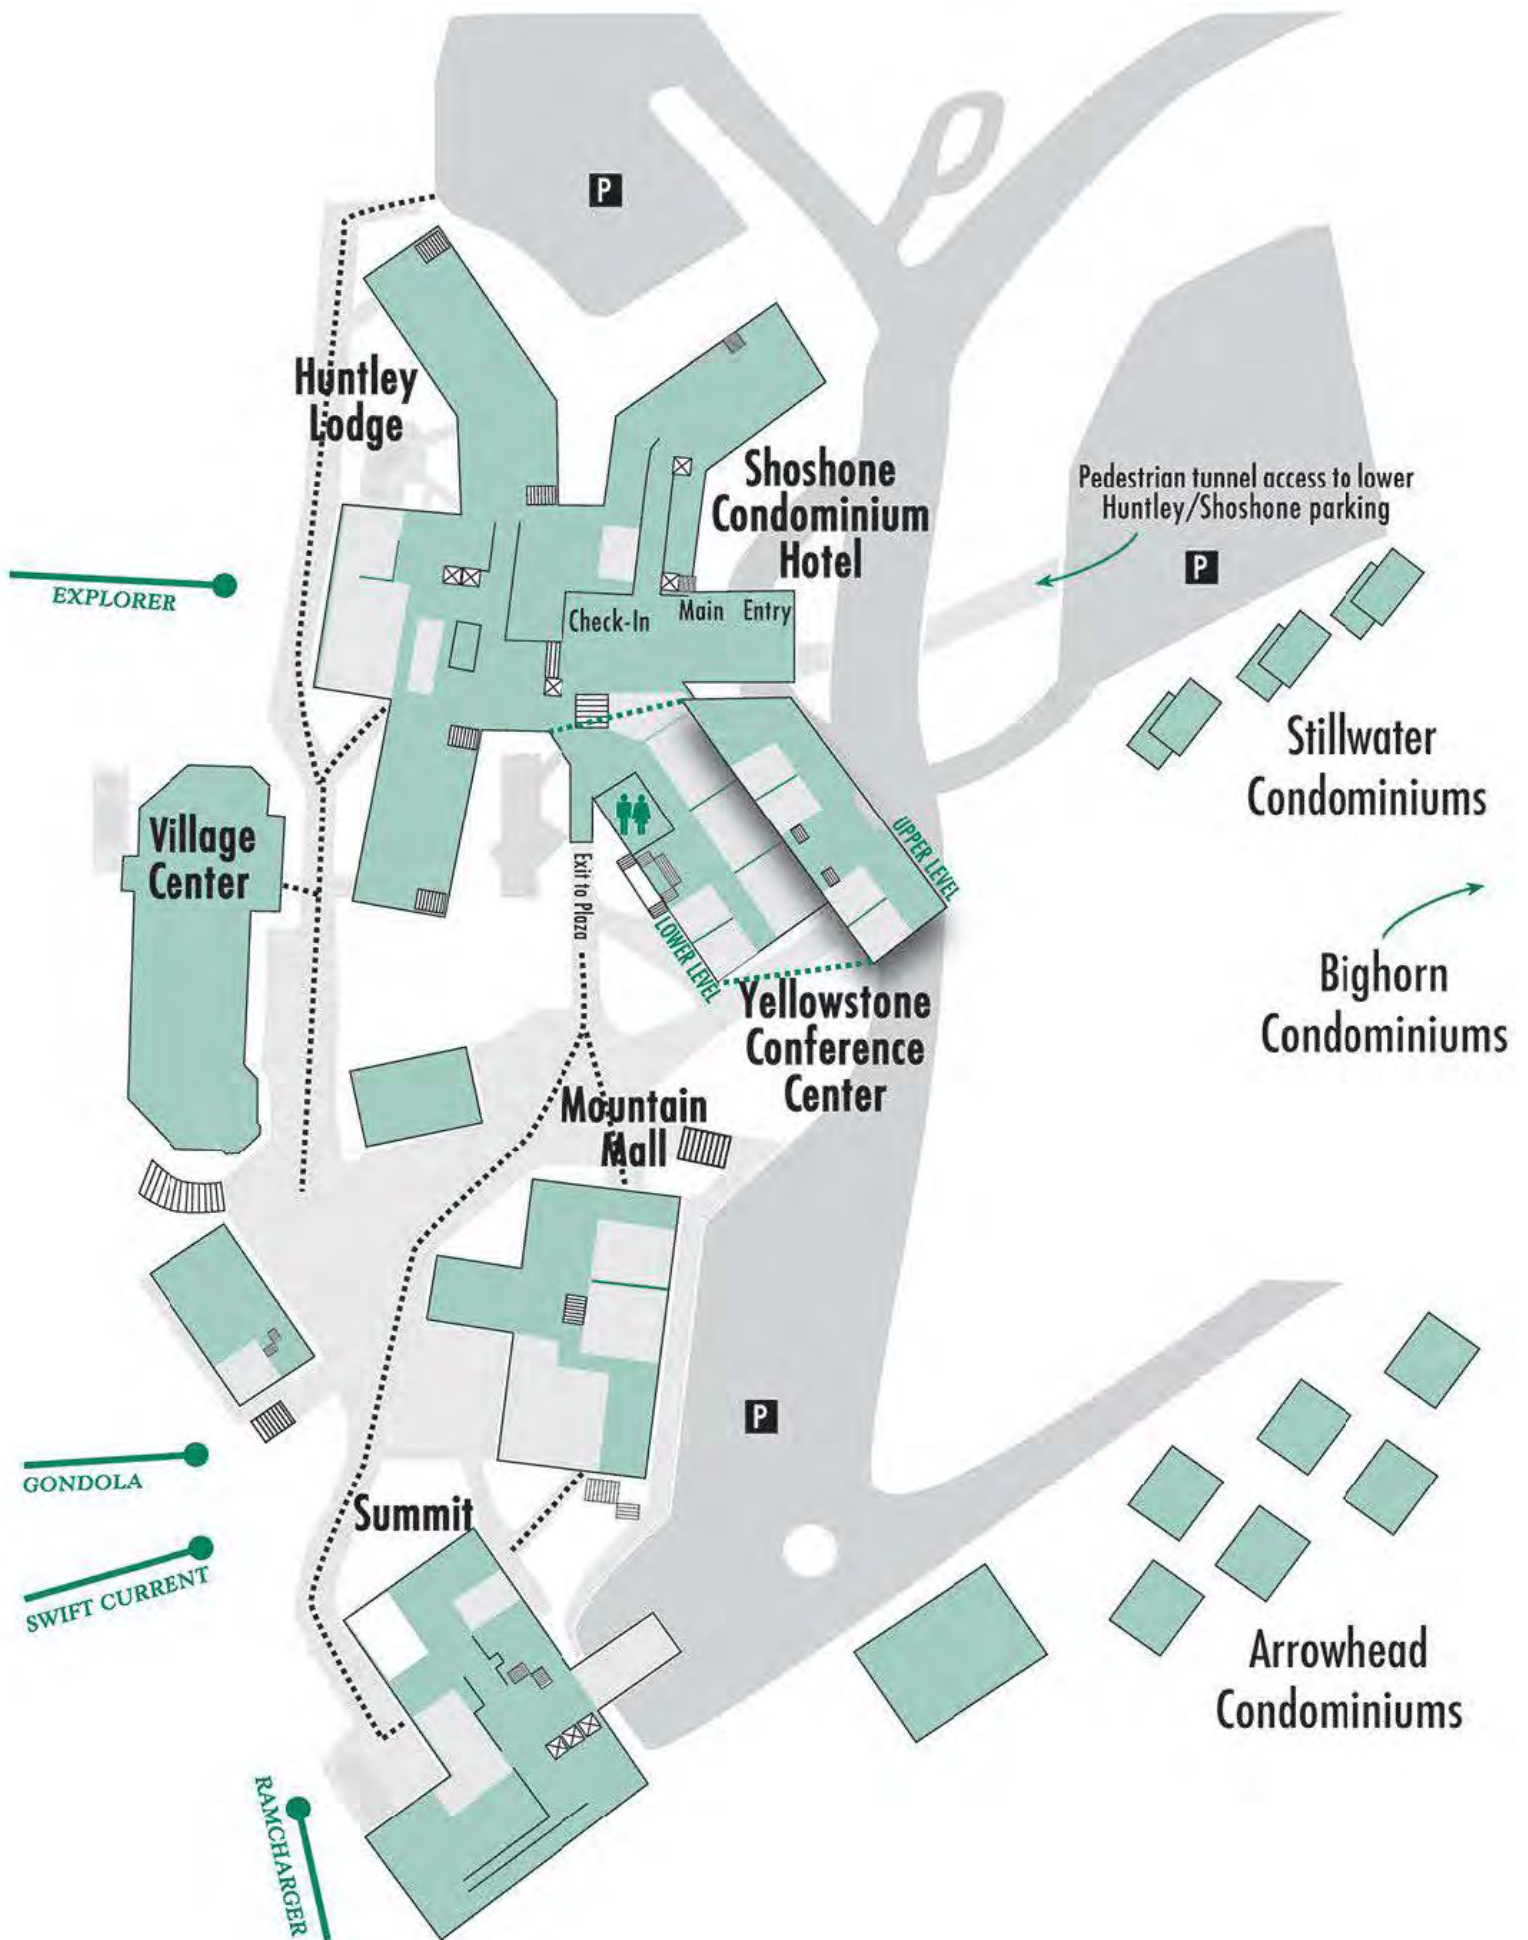 P
Huntley
Lodge
Shoshone
Condominium
Hotel
Pedestrian tunnel access to lower
Huntley/Shoshone parking
P
EXPLORER
Check-In
Main Entry
Stillwater
Condominiums
Village
Center
UPPER LEVEL
Exit to Plaza
LOWER LEVEL
Bighorn
Condominiums
Yellowstone
Conference
Center
Mountain
Mall
P
GONDOLA
Summit
SWIFT CURRENT
Arrowhead
Condominiums
RAMCHARGER